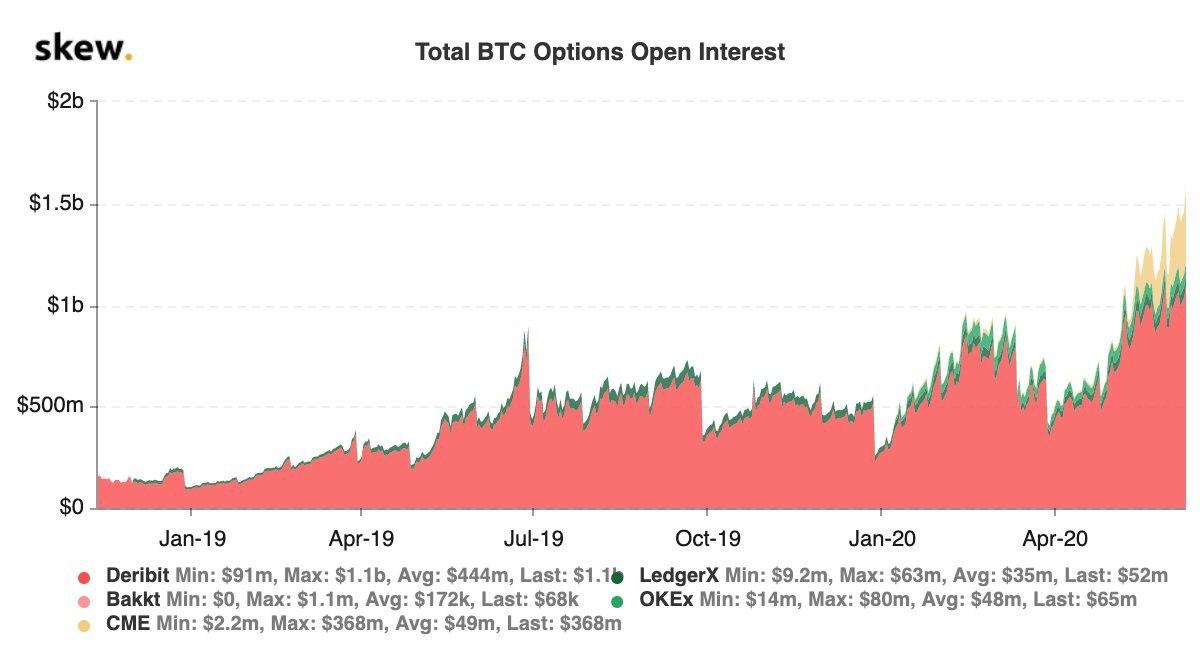 skew.
Total BTC Options Open Interest
$2b
$1.5b
$1b
$500m
$0
Jan-19 Apr-19 Jul-19 Oct-19 Jan-20 Apr-20
Deribit Min: $91m, Max: $1.1b, Avg: $444m, Last: $1.1b
LedgerX Min: $9.2m, Max: $63m, Avg: $35m, Last: $52m
Bakkt Min: $0, Max: $1.1m, Avg: $172k, Last: $68k
OKEx Min: $14m, Max: $80m, Avg: $48m, Last: $65m
CME Min: $2.2m, Max: $368m, Avg: $49m, Last: $368m